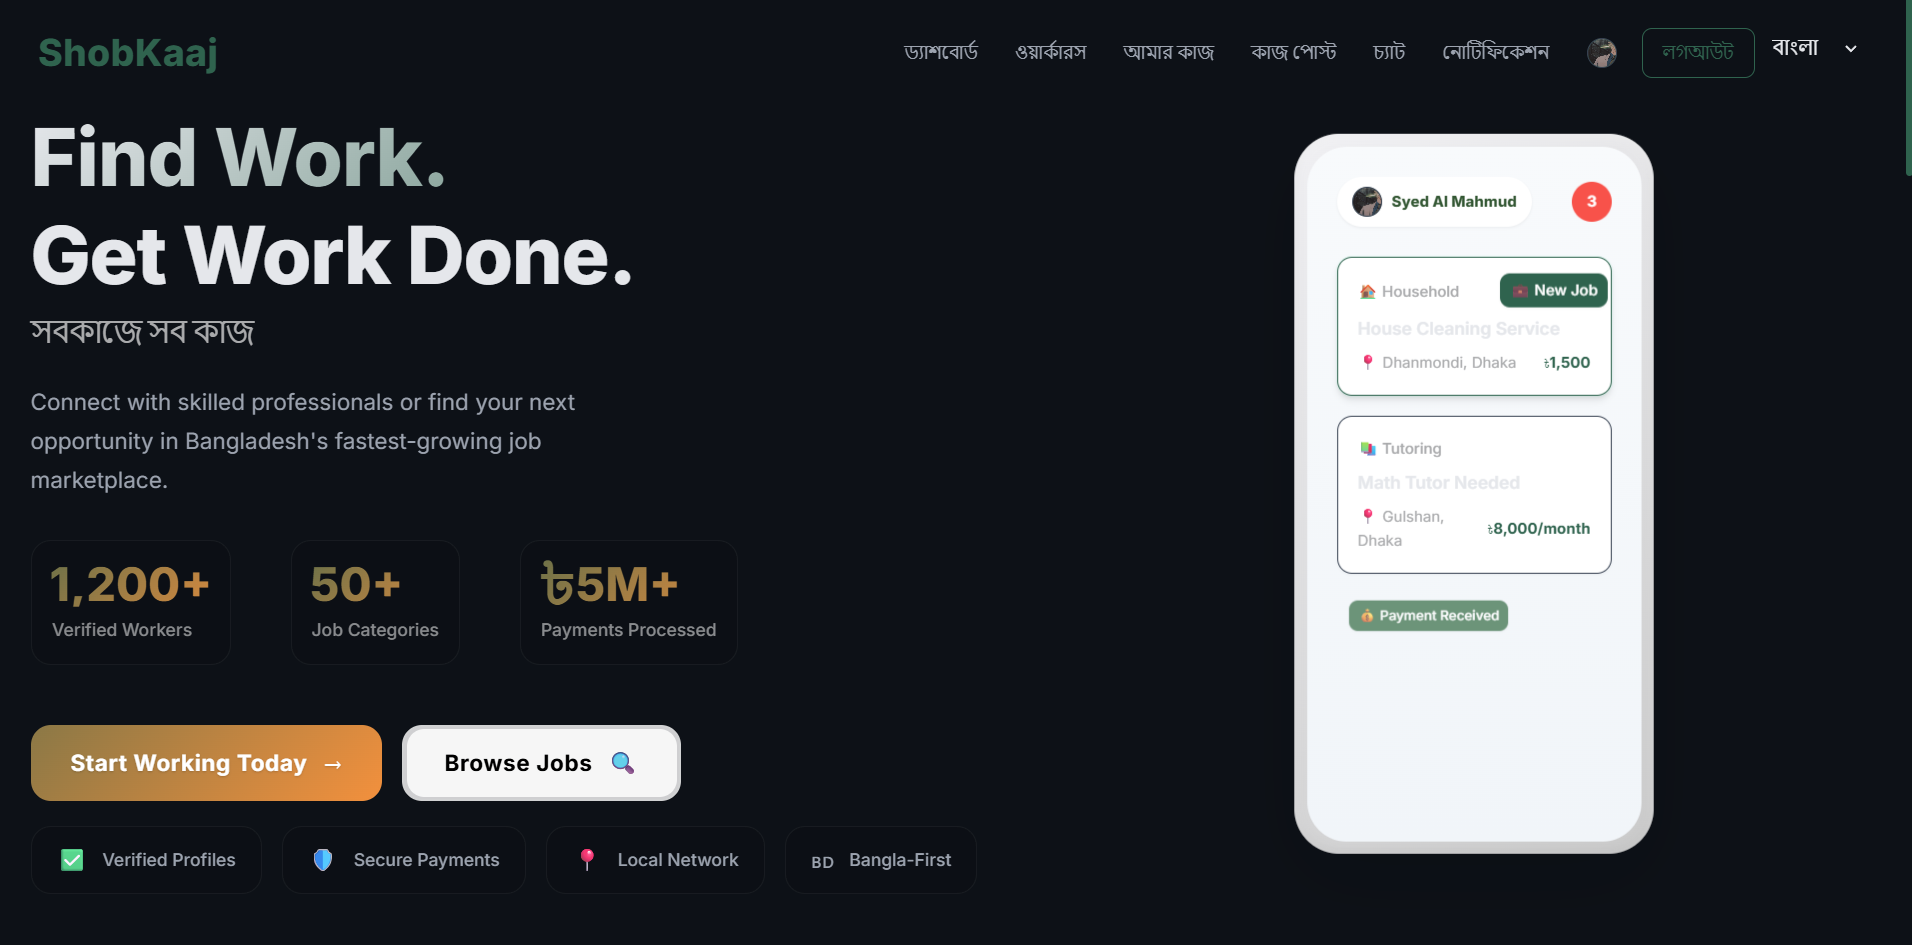 ShobKaaj
ড্যাশবোর্ড ওয়ার্কারস আমার কাজ কাজ পোস্ট চ্যাট নোটিফিকেশন লগআউট বাংলা
Find Work.
Get Work Done.
সবকাজে সব কাজ
Connect with skilled professionals or find your next
opportunity in Bangladesh's fastest-growing job
marketplace.
1,200+
Verified Workers
50+
Job Categories
৳5M+
Payments Processed
Start Working Today →
Browse Jobs
Verified Profiles
Secure Payments
Local Network
BD Bangla-First
Syed Al Mahmud
3
Household
New Job
House Cleaning Service
Dhanmondi, Dhaka
৳1,500
Tutoring
Math Tutor Needed
Gulshan,
Dhaka
৳8,000/month
Payment Received